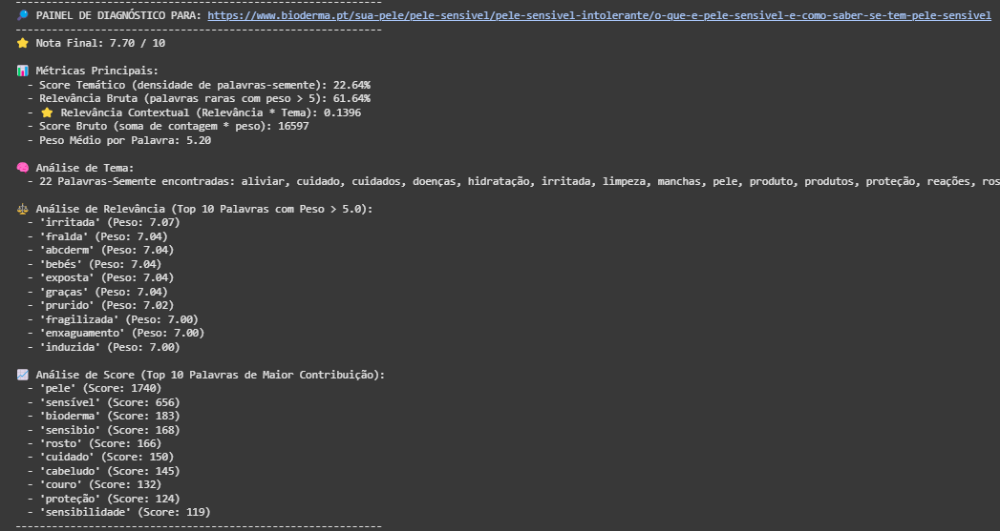 ------------------------------------------------------------
🔎 PAINEL DE DIAGNÓSTICO PARA: https://www.bioderma.pt/sua-pele/pele-sensivel/pele-sensivel-intolerante/o-que-e-pele-sensivel-e-como-saber-se-tem-pele-sensivel
------------------------------------------------------------
⭐ Nota Final: 7.70 / 10
📊 Métricas Principais:
- Score Temático (densidade de palavras-semente): 22.64%
- Relevância Bruta (palavras raras com peso > 5): 61.64%
- ⭐ Relevância Contextual (Relevância * Tema): 0.1396
- Score Bruto (soma de contagem * peso): 16597
- Peso Médio por Palavra: 5.20
🧠 Análise de Tema:
- 22 Palavras-Semente encontradas: aliviar, cuidado, cuidados, doenças, hidratação, irritada, limpeza, manchas, pele, produto, produtos, proteção, reações, ros
⚖️ Análise de Relevância (Top 10 Palavras com Peso > 5.0):
- 'irritada' (Peso: 7.07)
- 'fralda' (Peso: 7.04)
- 'abcderm' (Peso: 7.04)
- 'bebés' (Peso: 7.04)
- 'exposta' (Peso: 7.04)
- 'graças' (Peso: 7.04)
- 'prurido' (Peso: 7.02)
- 'fragilizada' (Peso: 7.00)
- 'enxaguamento' (Peso: 7.00)
- 'induzida' (Peso: 7.00)
📈 Análise de Score (Top 10 Palavras de Maior Contribuição):
- 'pele' (Score: 1740)
- 'sensível' (Score: 656)
- 'bioderma' (Score: 183)
- 'sensibio' (Score: 168)
- 'rosto' (Score: 166)
- 'cuidado' (Score: 150)
- 'cabeludo' (Score: 145)
- 'couro' (Score: 132)
- 'proteção' (Score: 124)
- 'sensibilidade' (Score: 119)
------------------------------------------------------------